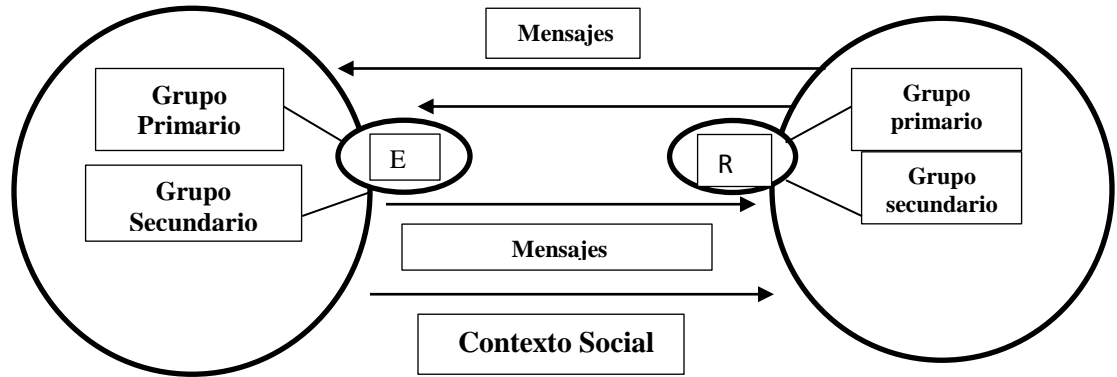 Mensajes
Grupo
Primario
Grupo
primario
E
R
Grupo
Secundario
Grupo
secundario
Mensajes
Contexto Social